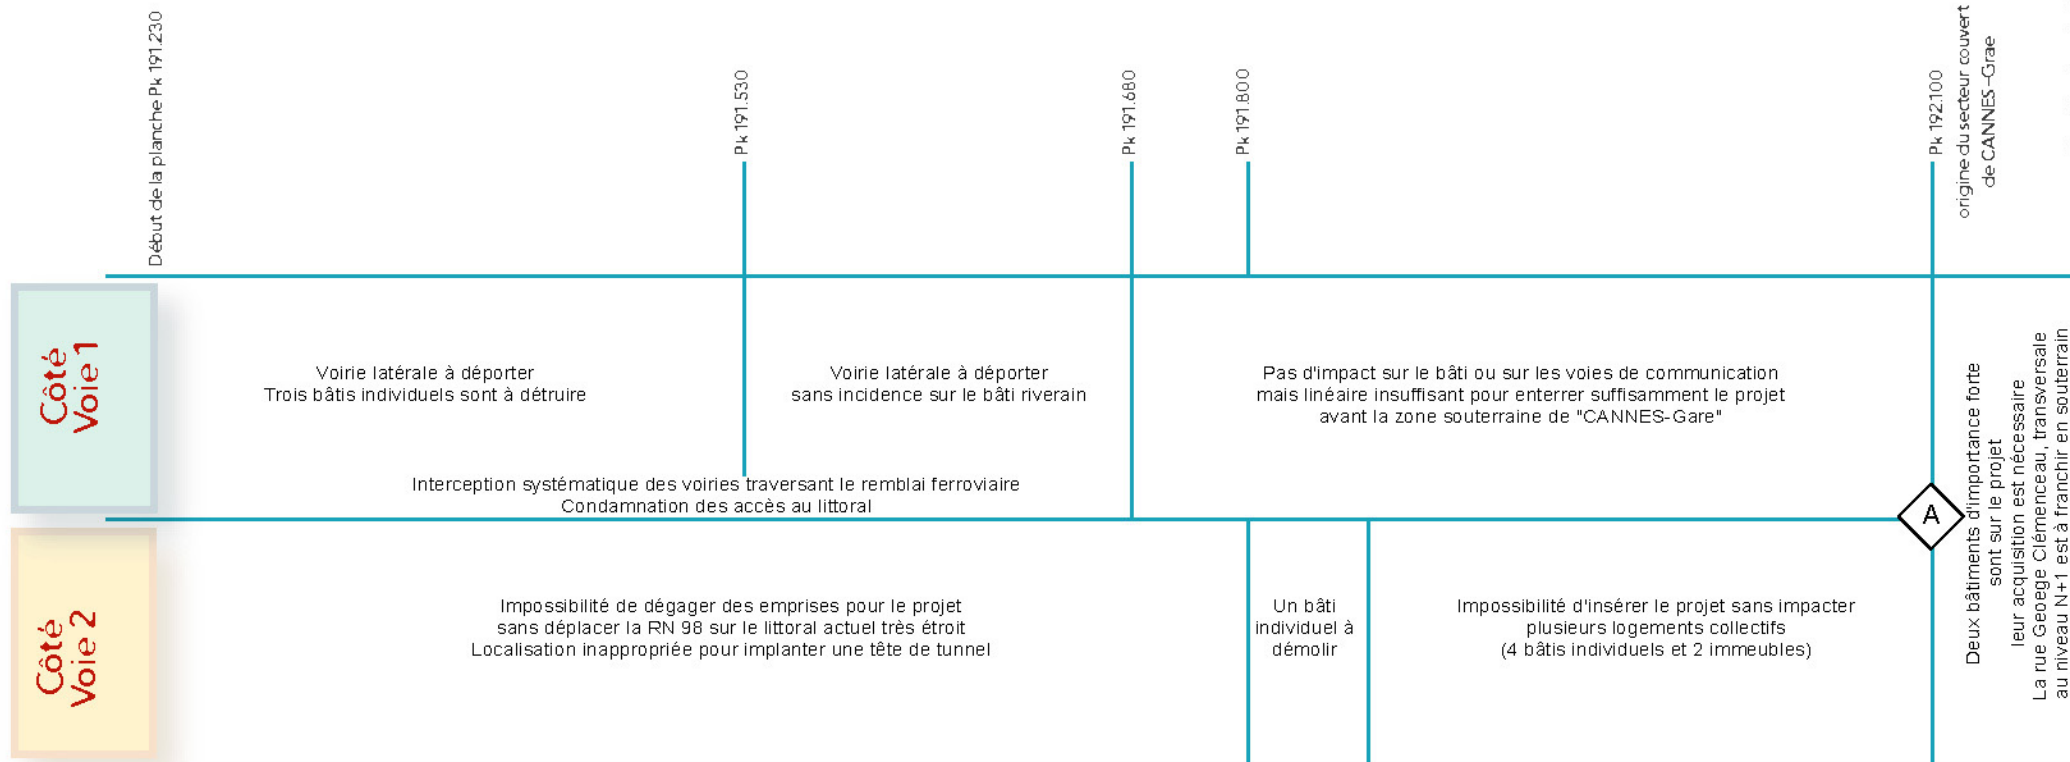 Début de la planche Pk 191.230
Pk 191.530
Pk 191.680
Pk 191.800
Pk 192.100
origine du secteur couvert
de CANNES-Grae
Côté
Voie 1
Voirie latérale à déporter
Trois bâtis individuels sont à détruire
Voirie latérale à déporter
sans incidence sur le bâti riverain
Pas d'impact sur le bâti ou sur les voies de communication
mais linéaire insuffisant pour enterrer suffisamment le projet
avant la zone souterraine de "CANNES-Gare"
Interception systématique des voiries traversant le remblai ferroviaire
Condamnation des accès au littoral
A
Deux bâtiments d'importance forte
sont sur le projet
leur acquisition est nécessaire
La rue Geoege Clémenceau, transversale
au niveau N+1 est à franchir en souterrain
Côté
Voie 2
Impossibilité de dégager des emprises pour le projet
sans déplacer la RN 98 sur le littoral actuel très étroit
Localisation inappropriée pour implanter une tête de tunnel
Un bâti
individuel à
démolir
Impossibilité d'insérer le projet sans impacter
plusieurs logements collectifs
(4 bâtis individuels et 2 immeubles)